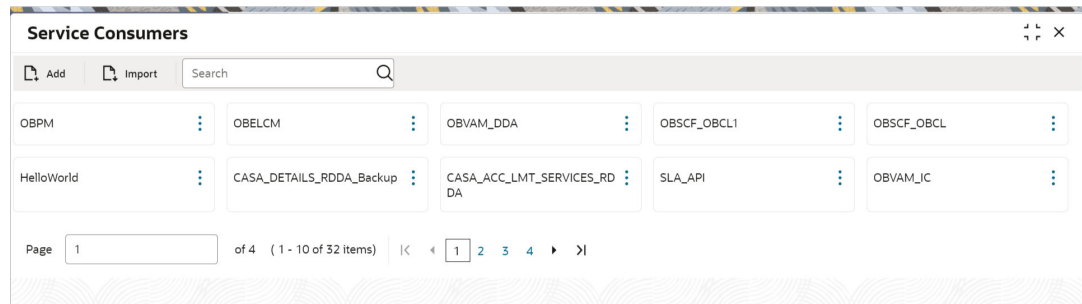 Service Consumers
Add Import Search
OBPM OBELCM OBVAM_DDA OBSCF_OBCL1 OBSCF_OBCL
HelloWorld CASA_DETAILS_RDDA_Backup CASA_ACC_LMT_SERVICES_RD SLA_API OBVAM_IC
DA
Page 1 of 4 ( 1 - 10 of 32 items) 1 2 3 4